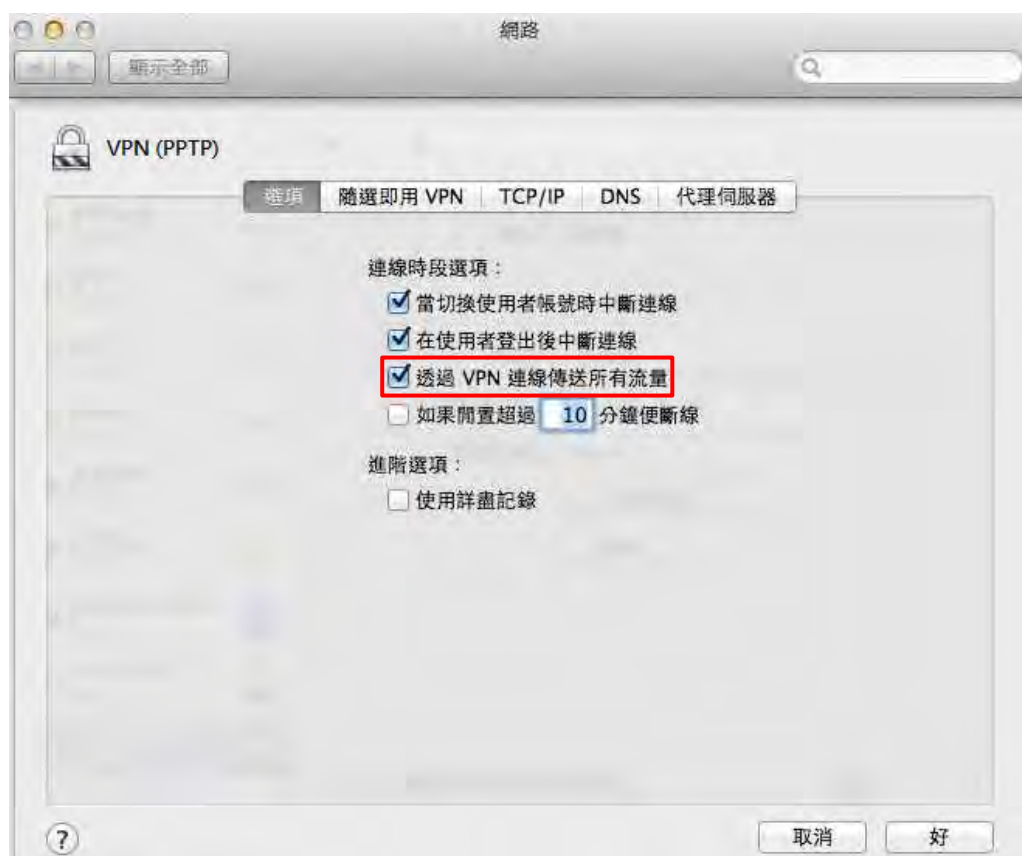 網路
顯示全部
VPN (PPTP)
選項 隨選即用 VPN TCP/IP DNS 代理伺服器
連線時段選項：
當切換使用者帳號時中斷連線
在使用者登出後中斷連線
透過 VPN 連線傳送所有流量
如果閒置超過 10 分鐘便斷線
進階選項：
使用詳盡記錄
? 取消 好